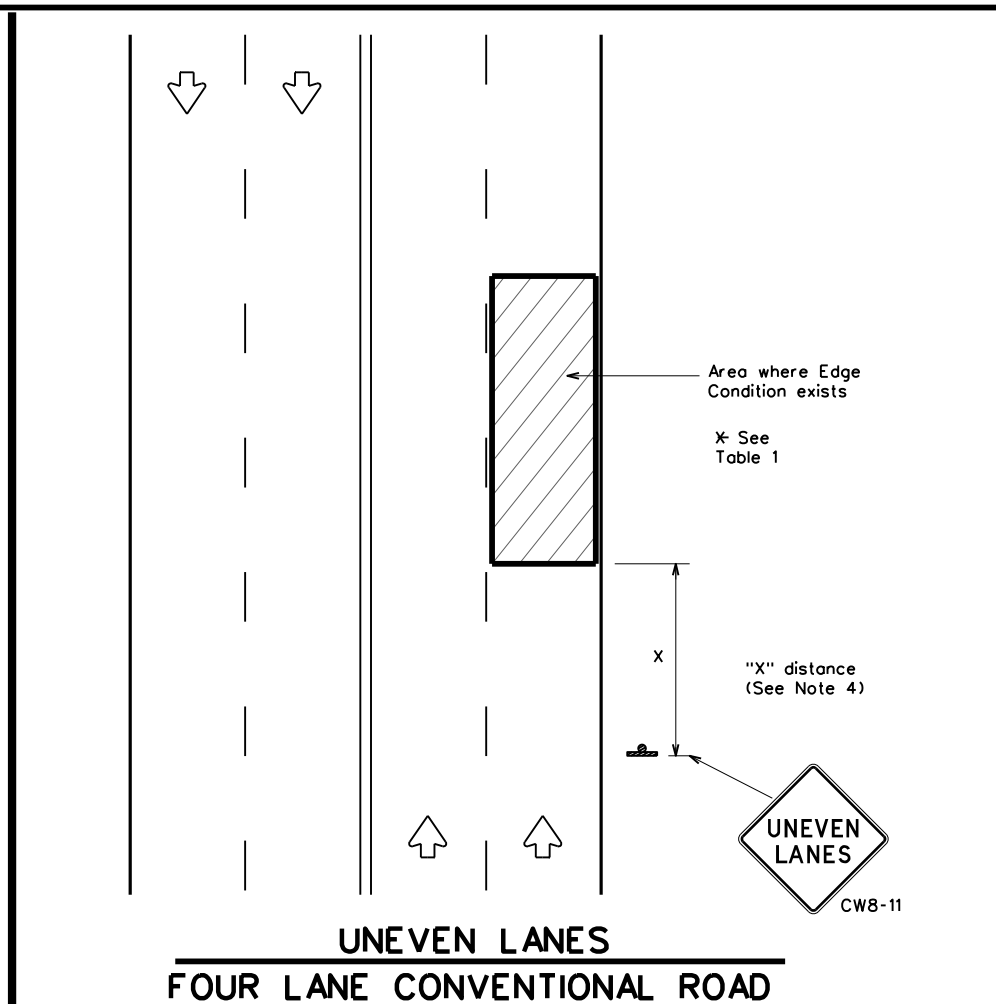 Area where Edge
Condition exists
* See
Table 1
X
"X" distance
(See Note 4)
UNEVEN
LANES
CW8-11
UNEVEN LANES
FOUR LANE CONVENTIONAL ROAD